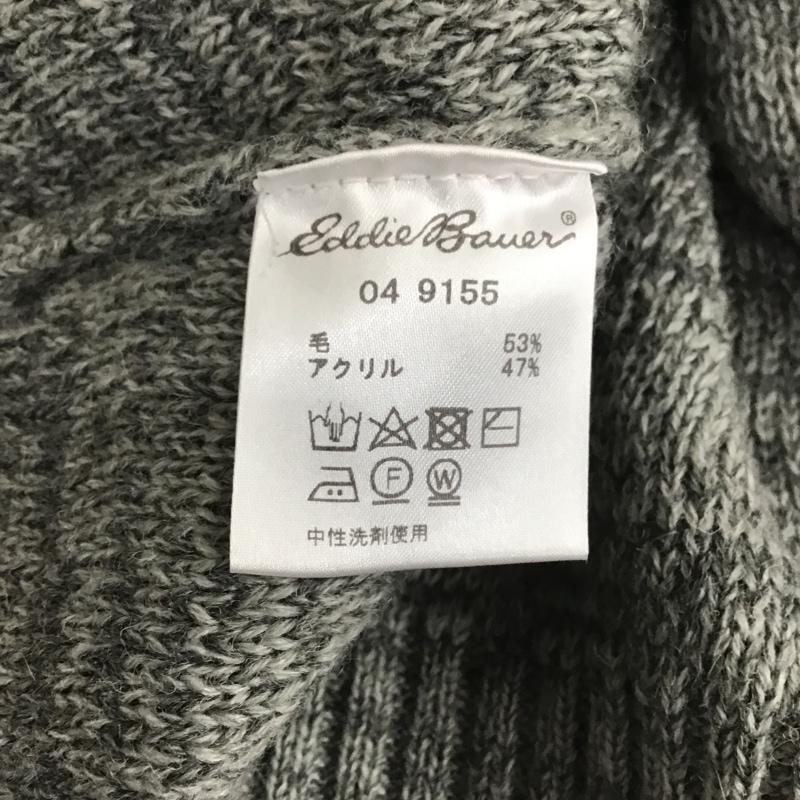 Eddie Bauer®
04 9155
毛 53%
アクリル 47%
F W
中性洗剤使用